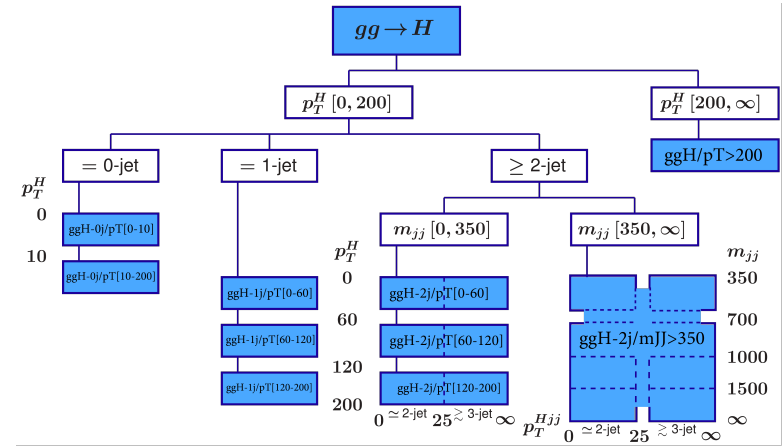 gg → H
p_T^H [0, 200]
p_T^H [200, ∞]
ggH/pT>200
= 0-jet
= 1-jet
≥ 2-jet
p_T^H
0
ggH-0j/pT[0-10]
10
ggH-0j/pT[10-200]
m_jj [0, 350]
m_jj [350, ∞]
p_T^H
m_jj
0
350
ggH-1j/pT[0-60]
ggH-2j/pT[0-60]
60
700
ggH-1j/pT[60-120]
ggH-2j/pT[60-120]
ggH-2j/mJJ>350
120
1000
ggH-1j/pT[120-200]
ggH-2j/pT[120-200]
1500
200
0 ≃ 2-jet 25 ≳ 3-jet ∞
p_T^Hjj 0 ≃ 2-jet 25 ≳ 3-jet ∞
∞